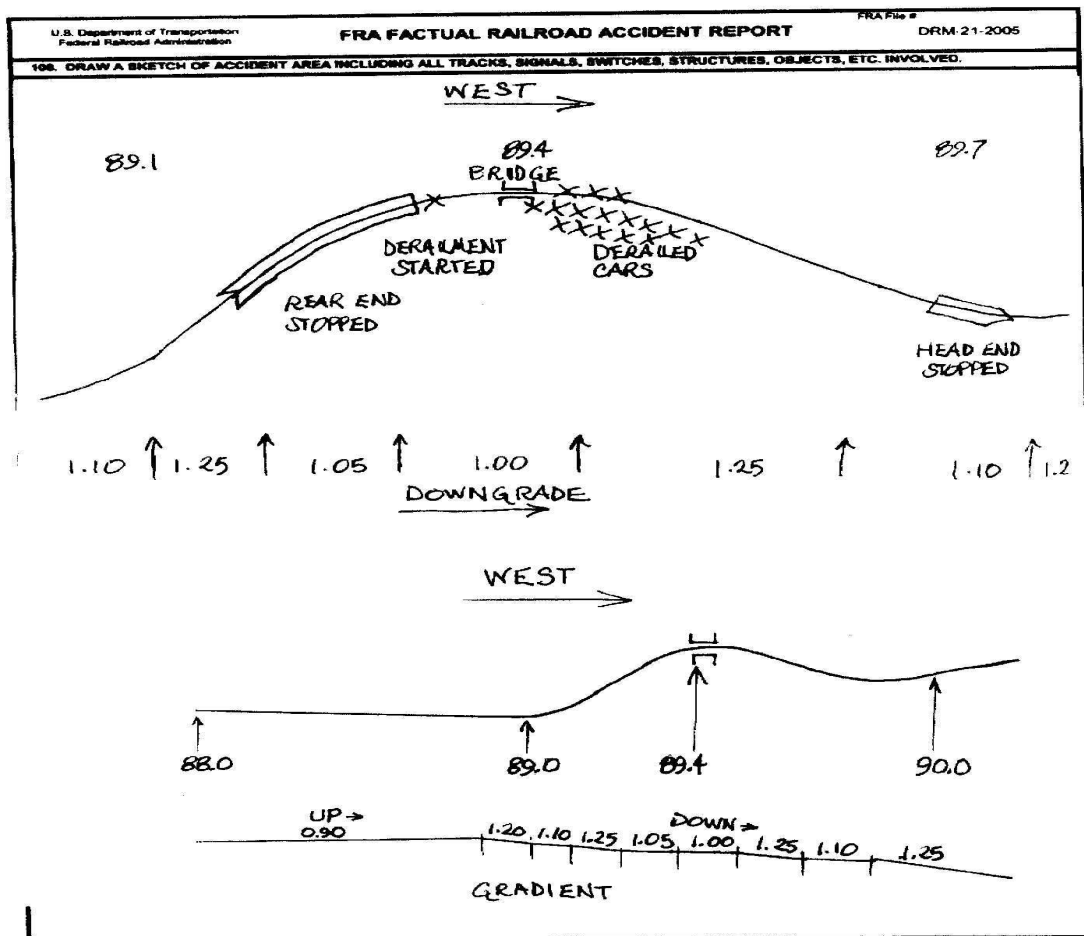 FRA File #
U.S. Department of Transportation
Federal Railroad Administration
FRA FACTUAL RAILROAD ACCIDENT REPORT
DRM-21-2005
108. DRAW A SKETCH OF ACCIDENT AREA INCLUDING ALL TRACKS, SIGNALS, SWITCHES, STRUCTURES, OBJECTS, ETC. INVOLVED.
WEST
89.1
89.4
89.7
BRIDGE
DERAILMENT
STARTED
DERAILED
CARS
REAR END
STOPPED
HEAD END
STOPPED
1.10 1.25 1.05 1.00 1.25 1.10 1.2
DOWNGRADE
WEST
88.0 89.0 89.4 90.0
UP
0.90
DOWN
1.20 1.10 1.25 1.05 1.00 1.25 1.10 1.25
GRADIENT